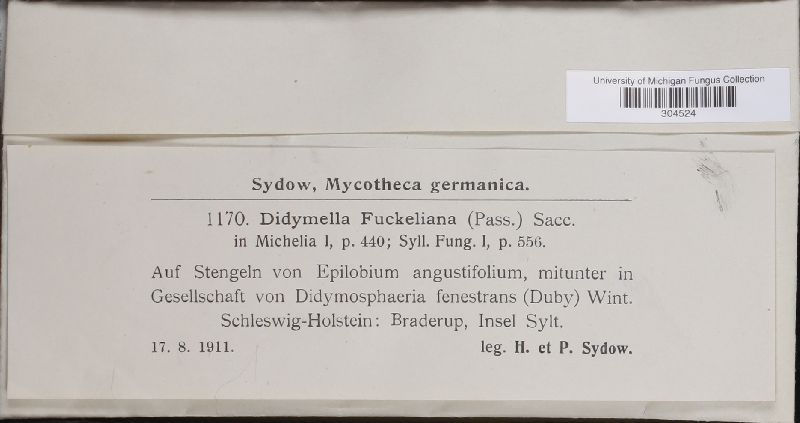 University of Michigan Fungus Collection
304524
Sydow, Mycotheca germanica.
1170. Didymella Fuckeliana (Pass.) Sacc.
in Michelia I, p. 440; Syll. Fung. I, p. 556.
Auf Stengeln von Epilobium angustifolium, mitunter in
Gesellschaft von Didymosphaeria fenestrans (Duby) Wint.
Schleswig-Holstein: Braderup, Insel Sylt.
17. 8. 1911. leg. H. et P. Sydow.